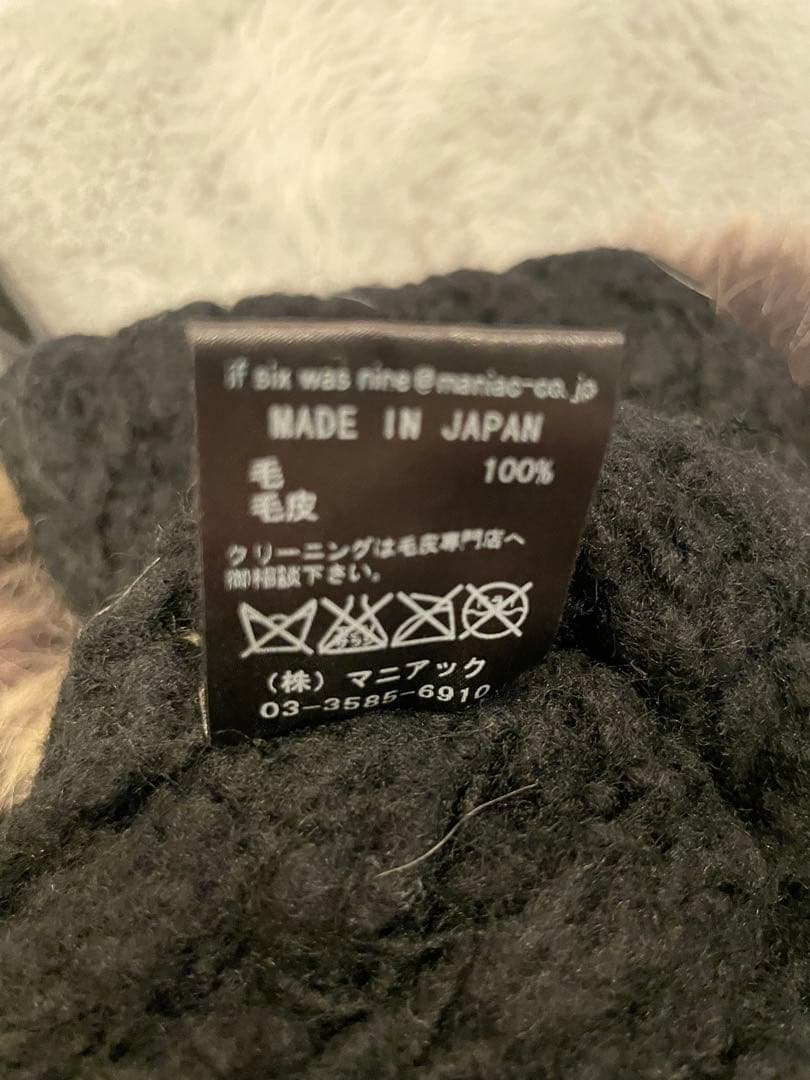 if six was nine@maniac-co.jp
MADE IN JAPAN
毛 100%
毛皮
クリーニングは毛皮専門店へ
御相談下さい。
(株) マニアック
03-3585-6910